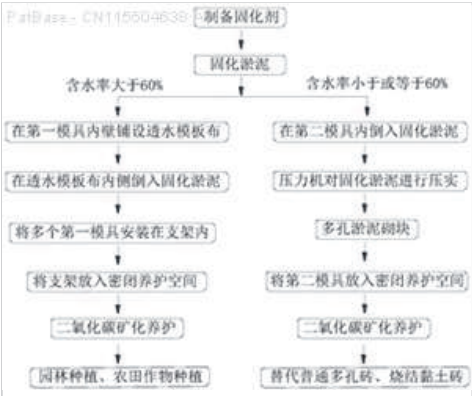 PatBase - CN115504638
制备固化剂
固化淤泥
含水率大于60%
含水率小于或等于60%
在第一模具内壁铺设透水模板布
在第二模具内倒入固化淤泥
在透水模板布内侧倒入固化淤泥
压力机对固化淤泥进行压实
将多个第一模具安装在支架内
多孔淤泥砌块
将支架放入密闭养护空间
将第二模具放入密闭养护空间
二氧化碳矿化养护
二氧化碳矿化养护
园林种植、农田作物种植
替代普通多孔砖、烧结黏土砖